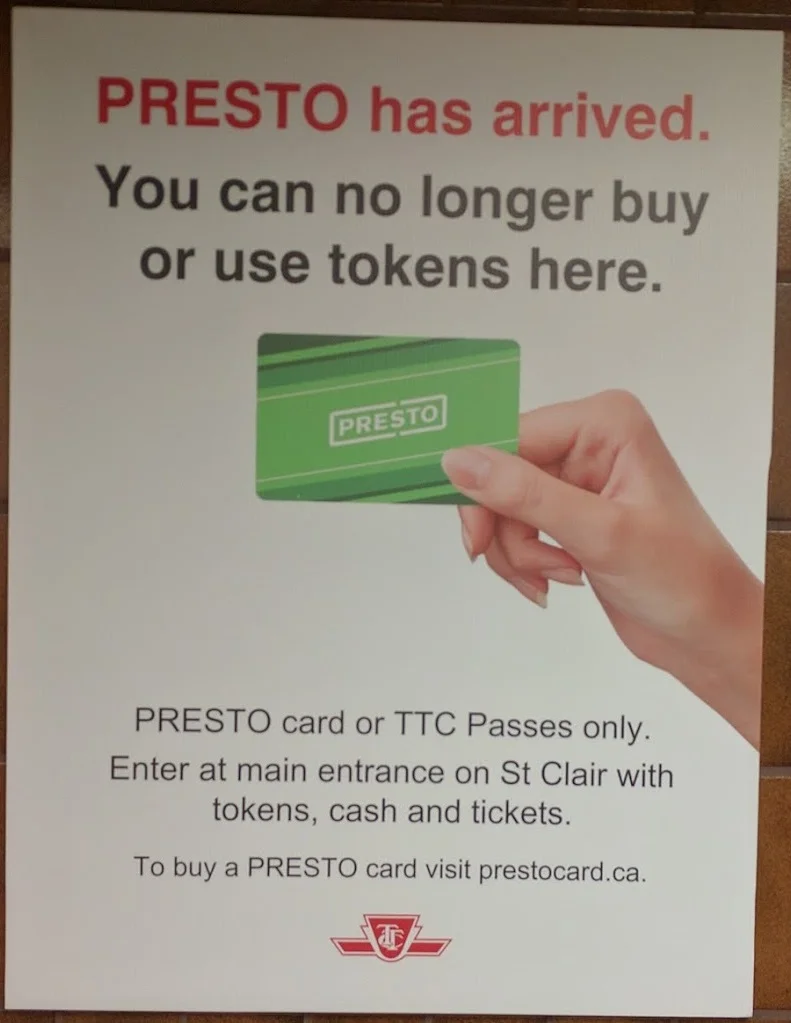 PRESTO has arrived.
You can no longer buy
or use tokens here.
PRESTO
PRESTO card or TTC Passes only.
Enter at main entrance on St Clair with
tokens, cash and tickets.
To buy a PRESTO card visit prestocard.ca.
TTC